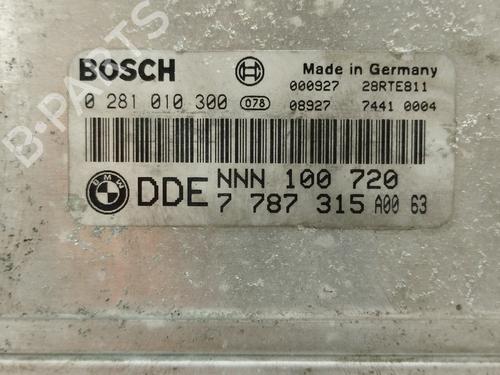 BOSCH
Made in Germany
000927 28RTE811
0 281 010 300 078 08927 7441 0004
BMW
DDE NNN 100 720
7 787 315 A00 63
B-PARTS